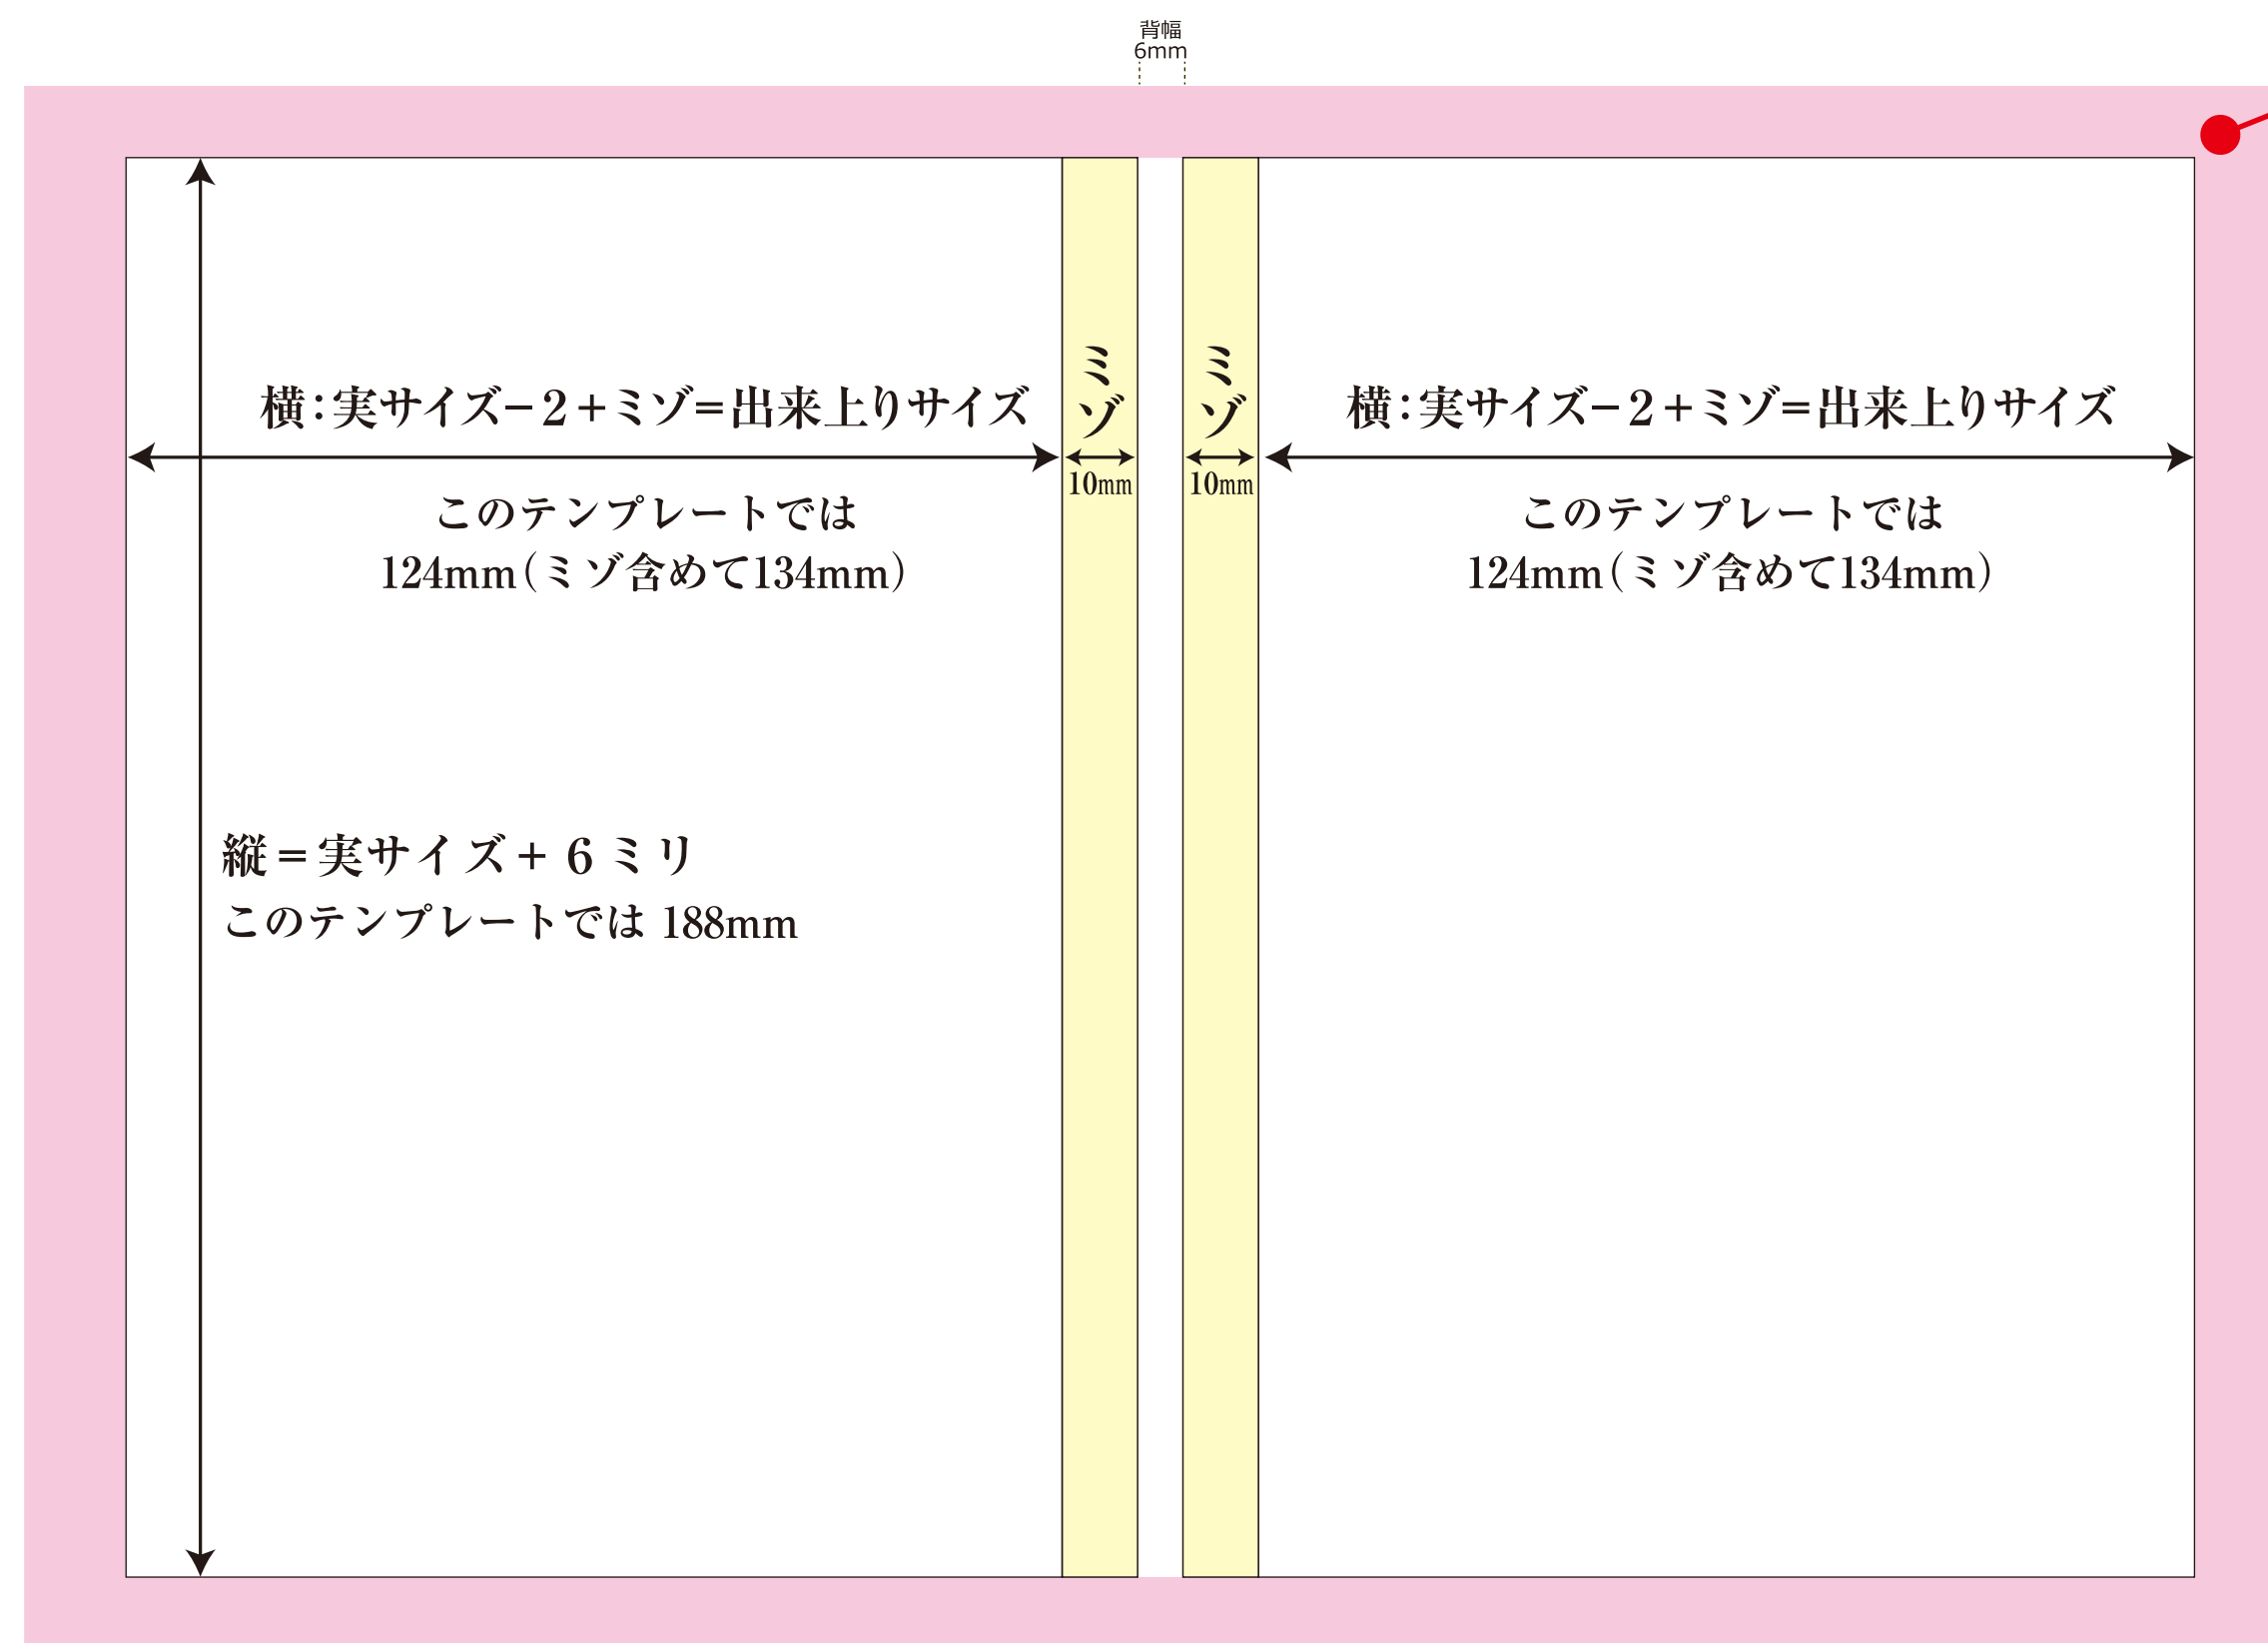 背幅
6mm
横：実サイズ－2＋ミゾ＝出来上りサイズ
このテンプレートでは
124mm（ミゾ含めて134mm）
ミゾ
10mm
ミゾ
10mm
横：実サイズ－2＋ミゾ＝出来上りサイズ
このテンプレートでは
124mm（ミゾ含めて134mm）
縦＝実サイズ＋6ミリ
このテンプレートでは 188mm